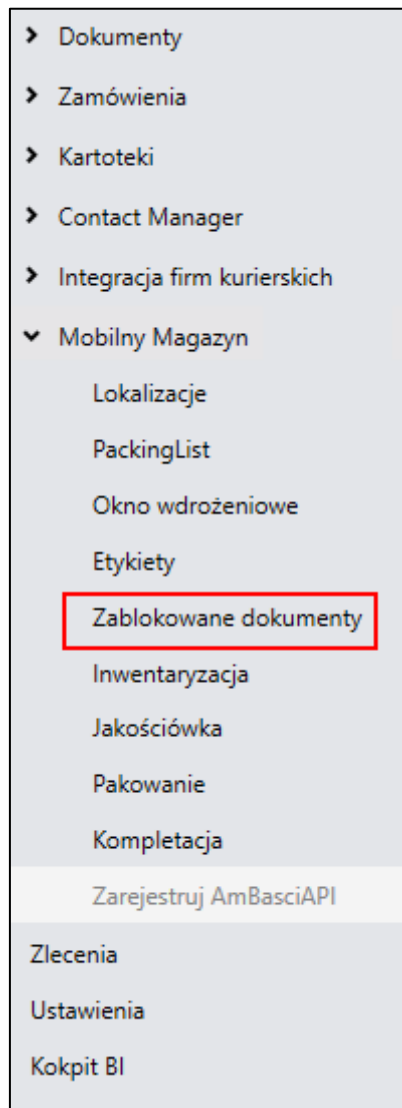 Dokumenty
Zamówienia
Kartoteki
Contact Manager
Integracja firm kurierskich
Mobilny Magazyn
Lokalizacje
PackingList
Okno wdrożeniowe
Etykiety
Zablokowane dokumenty
Inwentaryzacja
Jakościówka
Pakowanie
Kompletacja
Zarejestruj AmBasciAPI
Zlecenia
Ustawienia
Kokpit BI